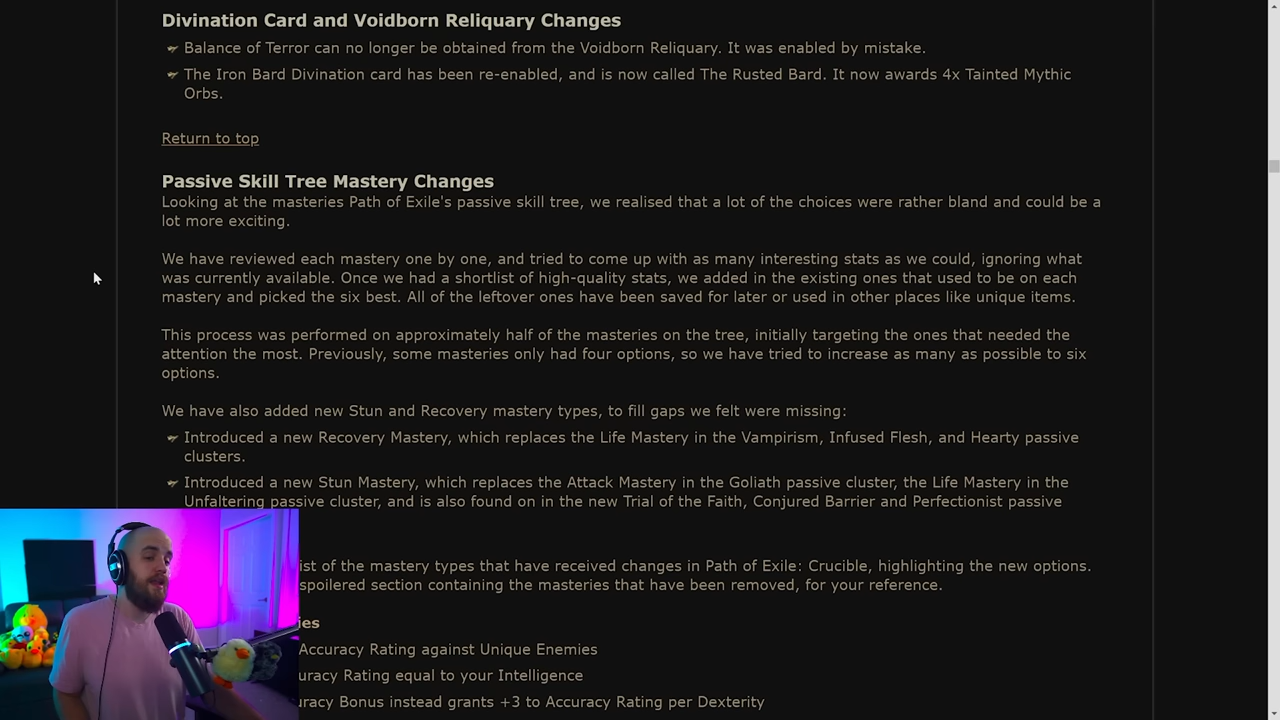 Divination Card and Voidborn Reliquary Changes
Balance of Terror can no longer be obtained from the Voidborn Reliquary. It was enabled by mistake.
The Iron Bard Divination card has been re-enabled, and is now called The Rusted Bard. It now awards 4x Tainted Mythic
Orbs.
Return to top
Passive Skill Tree Mastery Changes
Looking at the masteries Path of Exile's passive skill tree, we realised that a lot of the choices were rather bland and could be a
lot more exciting.
We have reviewed each mastery one by one, and tried to come up with as many interesting stats as we could, ignoring what
was currently available. Once we had a shortlist of high-quality stats, we added in the existing ones that used to be on each
mastery and picked the six best. All of the leftover ones have been saved for later or used in other places like unique items.
This process was performed on approximately half of the masteries on the tree, initially targeting the ones that needed the
attention the most. Previously, some masteries only had four options, so we have tried to increase as many as possible to six
options.
We have also added new Stun and Recovery mastery types, to fill gaps we felt were missing:
Introduced a new Recovery Mastery, which replaces the Life Mastery in the Vampirism, Infused Flesh, and Hearty passive
clusters.
Introduced a new Stun Mastery, which replaces the Attack Mastery in the Goliath passive cluster, the Life Mastery in the
Unfaltering passive cluster, and is also found on in the new Trial of the Faith, Conjured Barrier and Perfectionist passive
ist of the mastery types that have received changes in Path of Exile: Crucible, highlighting the new options.
spoilered section containing the masteries that have been removed, for your reference.
ies
Accuracy Rating against Unique Enemies
uracy Rating equal to your Intelligence
uracy Bonus instead grants +3 to Accuracy Rating per Dexterity